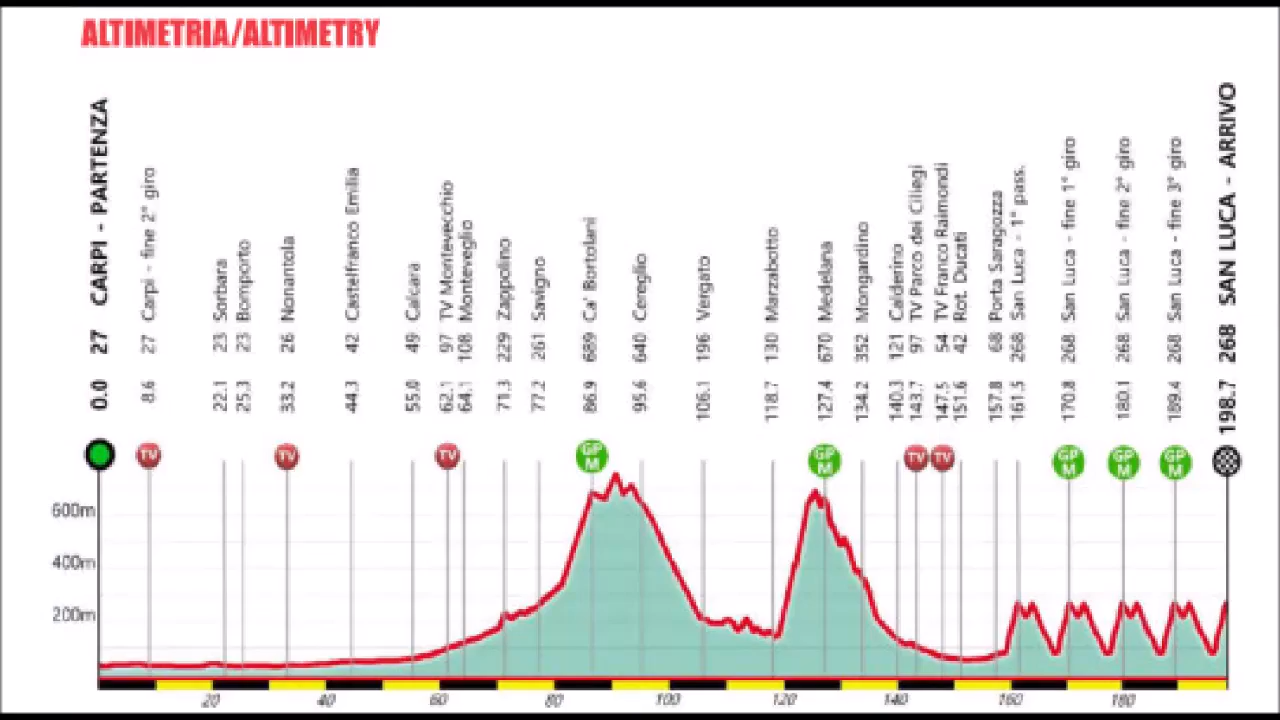 ALTIMETRIA/ALTIMETRY
0.0 27 CARPI - PARTENZA
8.6 27 Carpi - fine 2° giro
22.1 23 Sorbara
25.3 23 Bomporto
33.2 26 Nonantola
44.3 42 Castelfranco Emilia
55.0 49 Calcara
62.1 97 TV Montevecchio
64.1 108 Monteveglio
71.3 229 Zappolino
77.2 261 Savigno
86.9 689 Ca' Bortolani
95.6 640 Cereglio
106.1 196 Vergato
118.7 130 Marzabotto
127.4 670 Medelana
134.2 352 Mongardino
140.3 121 Calderino
143.7 97 TV Parco dei Ciliegi
147.5 54 TV Franco Raimondi
151.6 42 Rot. Ducati
157.8 68 Porta Saragozza
161.5 268 San Luca - 1° pass.
170.8 268 San Luca - fine 1° giro
180.1 268 San Luca - fine 2° giro
189.4 268 San Luca - fine 3° giro
198.7 268 SAN LUCA - ARRIVO
TV TV TV GPM GPM TV TV GPM GPM GPM
600m
400m
200m
20 40 60 80 100 120 140 160 180